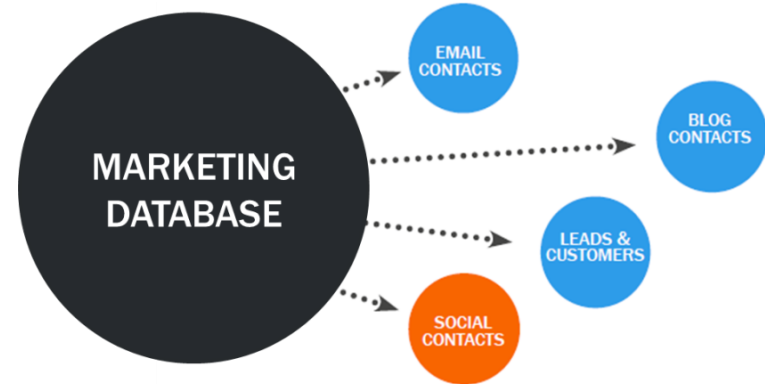 MARKETING
DATABASE
EMAIL
CONTACTS
BLOG
CONTACTS
LEADS &
CUSTOMERS
SOCIAL
CONTACTS